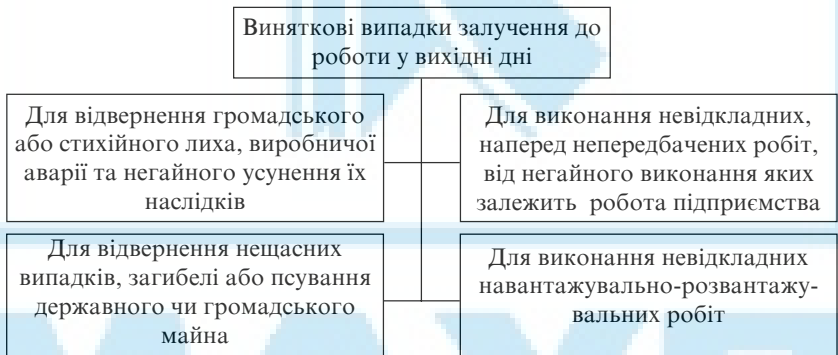 Виняткові випадки залучення до
роботи у вихідні дні
Для відвернення громадського
або стихійного лиха, виробничої
аварії та негайного усунення їх
наслідків
Для виконання невідкладних,
наперед непередбачених робіт,
від негайного виконання яких
залежить робота підприємства
Для відвернення нещасних
випадків, загибелі або псування
державного чи громадського
майна
Для виконання невідкладних
навантажувально-розвантажу-
вальних робіт